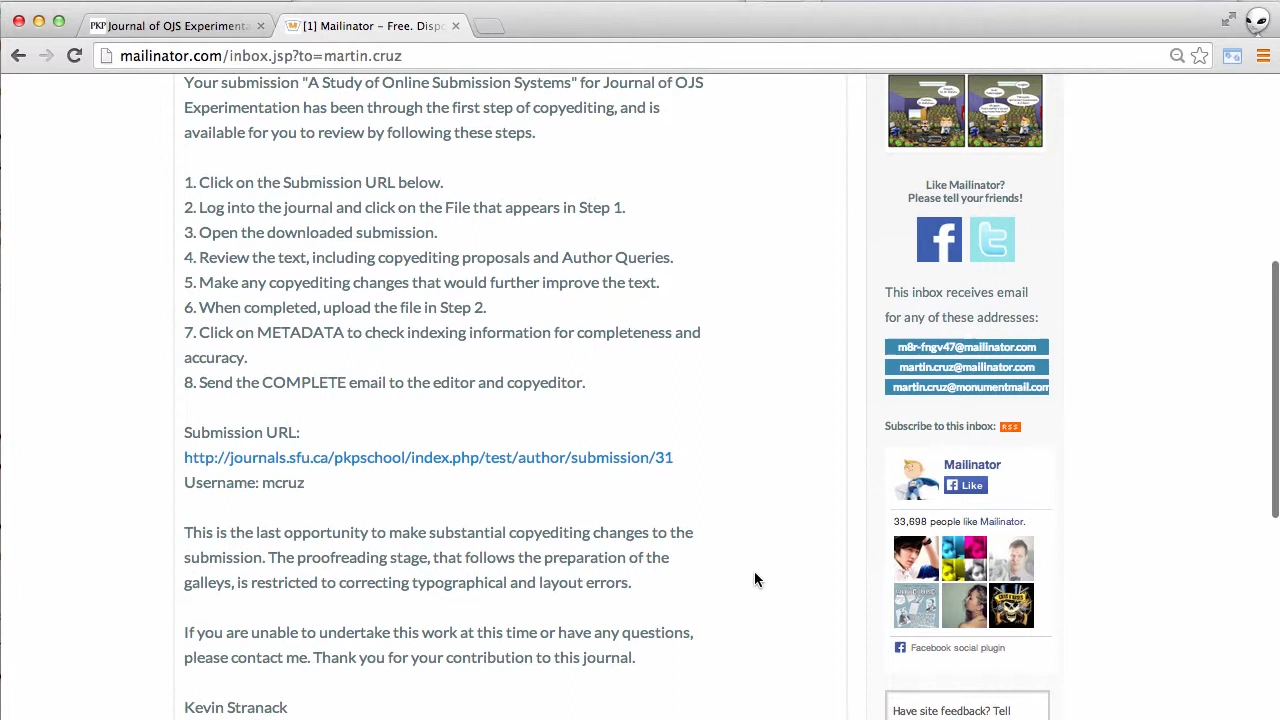 PKP Journal of OJS Experimenta
[1] Mailinator – Free. Dispo
mailinator.com/inbox.jsp?to=martin.cruz
Your submission "A Study of Online Submission Systems" for Journal of OJS
Experimentation has been through the first step of copyediting, and is
available for you to review by following these steps.
1. Click on the Submission URL below.
2. Log into the journal and click on the File that appears in Step 1.
3. Open the downloaded submission.
4. Review the text, including copyediting proposals and Author Queries.
5. Make any copyediting changes that would further improve the text.
6. When completed, upload the file in Step 2.
7. Click on METADATA to check indexing information for completeness and
accuracy.
8. Send the COMPLETE email to the editor and copyeditor.
Submission URL:
http://journals.sfu.ca/pkpschool/index.php/test/author/submission/31
Username: mcruz
This is the last opportunity to make substantial copyediting changes to the
submission. The proofreading stage, that follows the preparation of the
galleys, is restricted to correcting typographical and layout errors.
If you are unable to undertake this work at this time or have any questions,
please contact me. Thank you for your contribution to this journal.
Kevin Stranack
Like Mailinator?
Please tell your friends!
This inbox receives email
for any of these addresses:
m8r-fngv47@mailinator.com
martin.cruz@mailinator.com
martin.cruz@monumentmail.com
Subscribe to this inbox: RSS
Mailinator
Like
33,698 people like Mailinator.
Facebook social plugin
Have site feedback? Tell